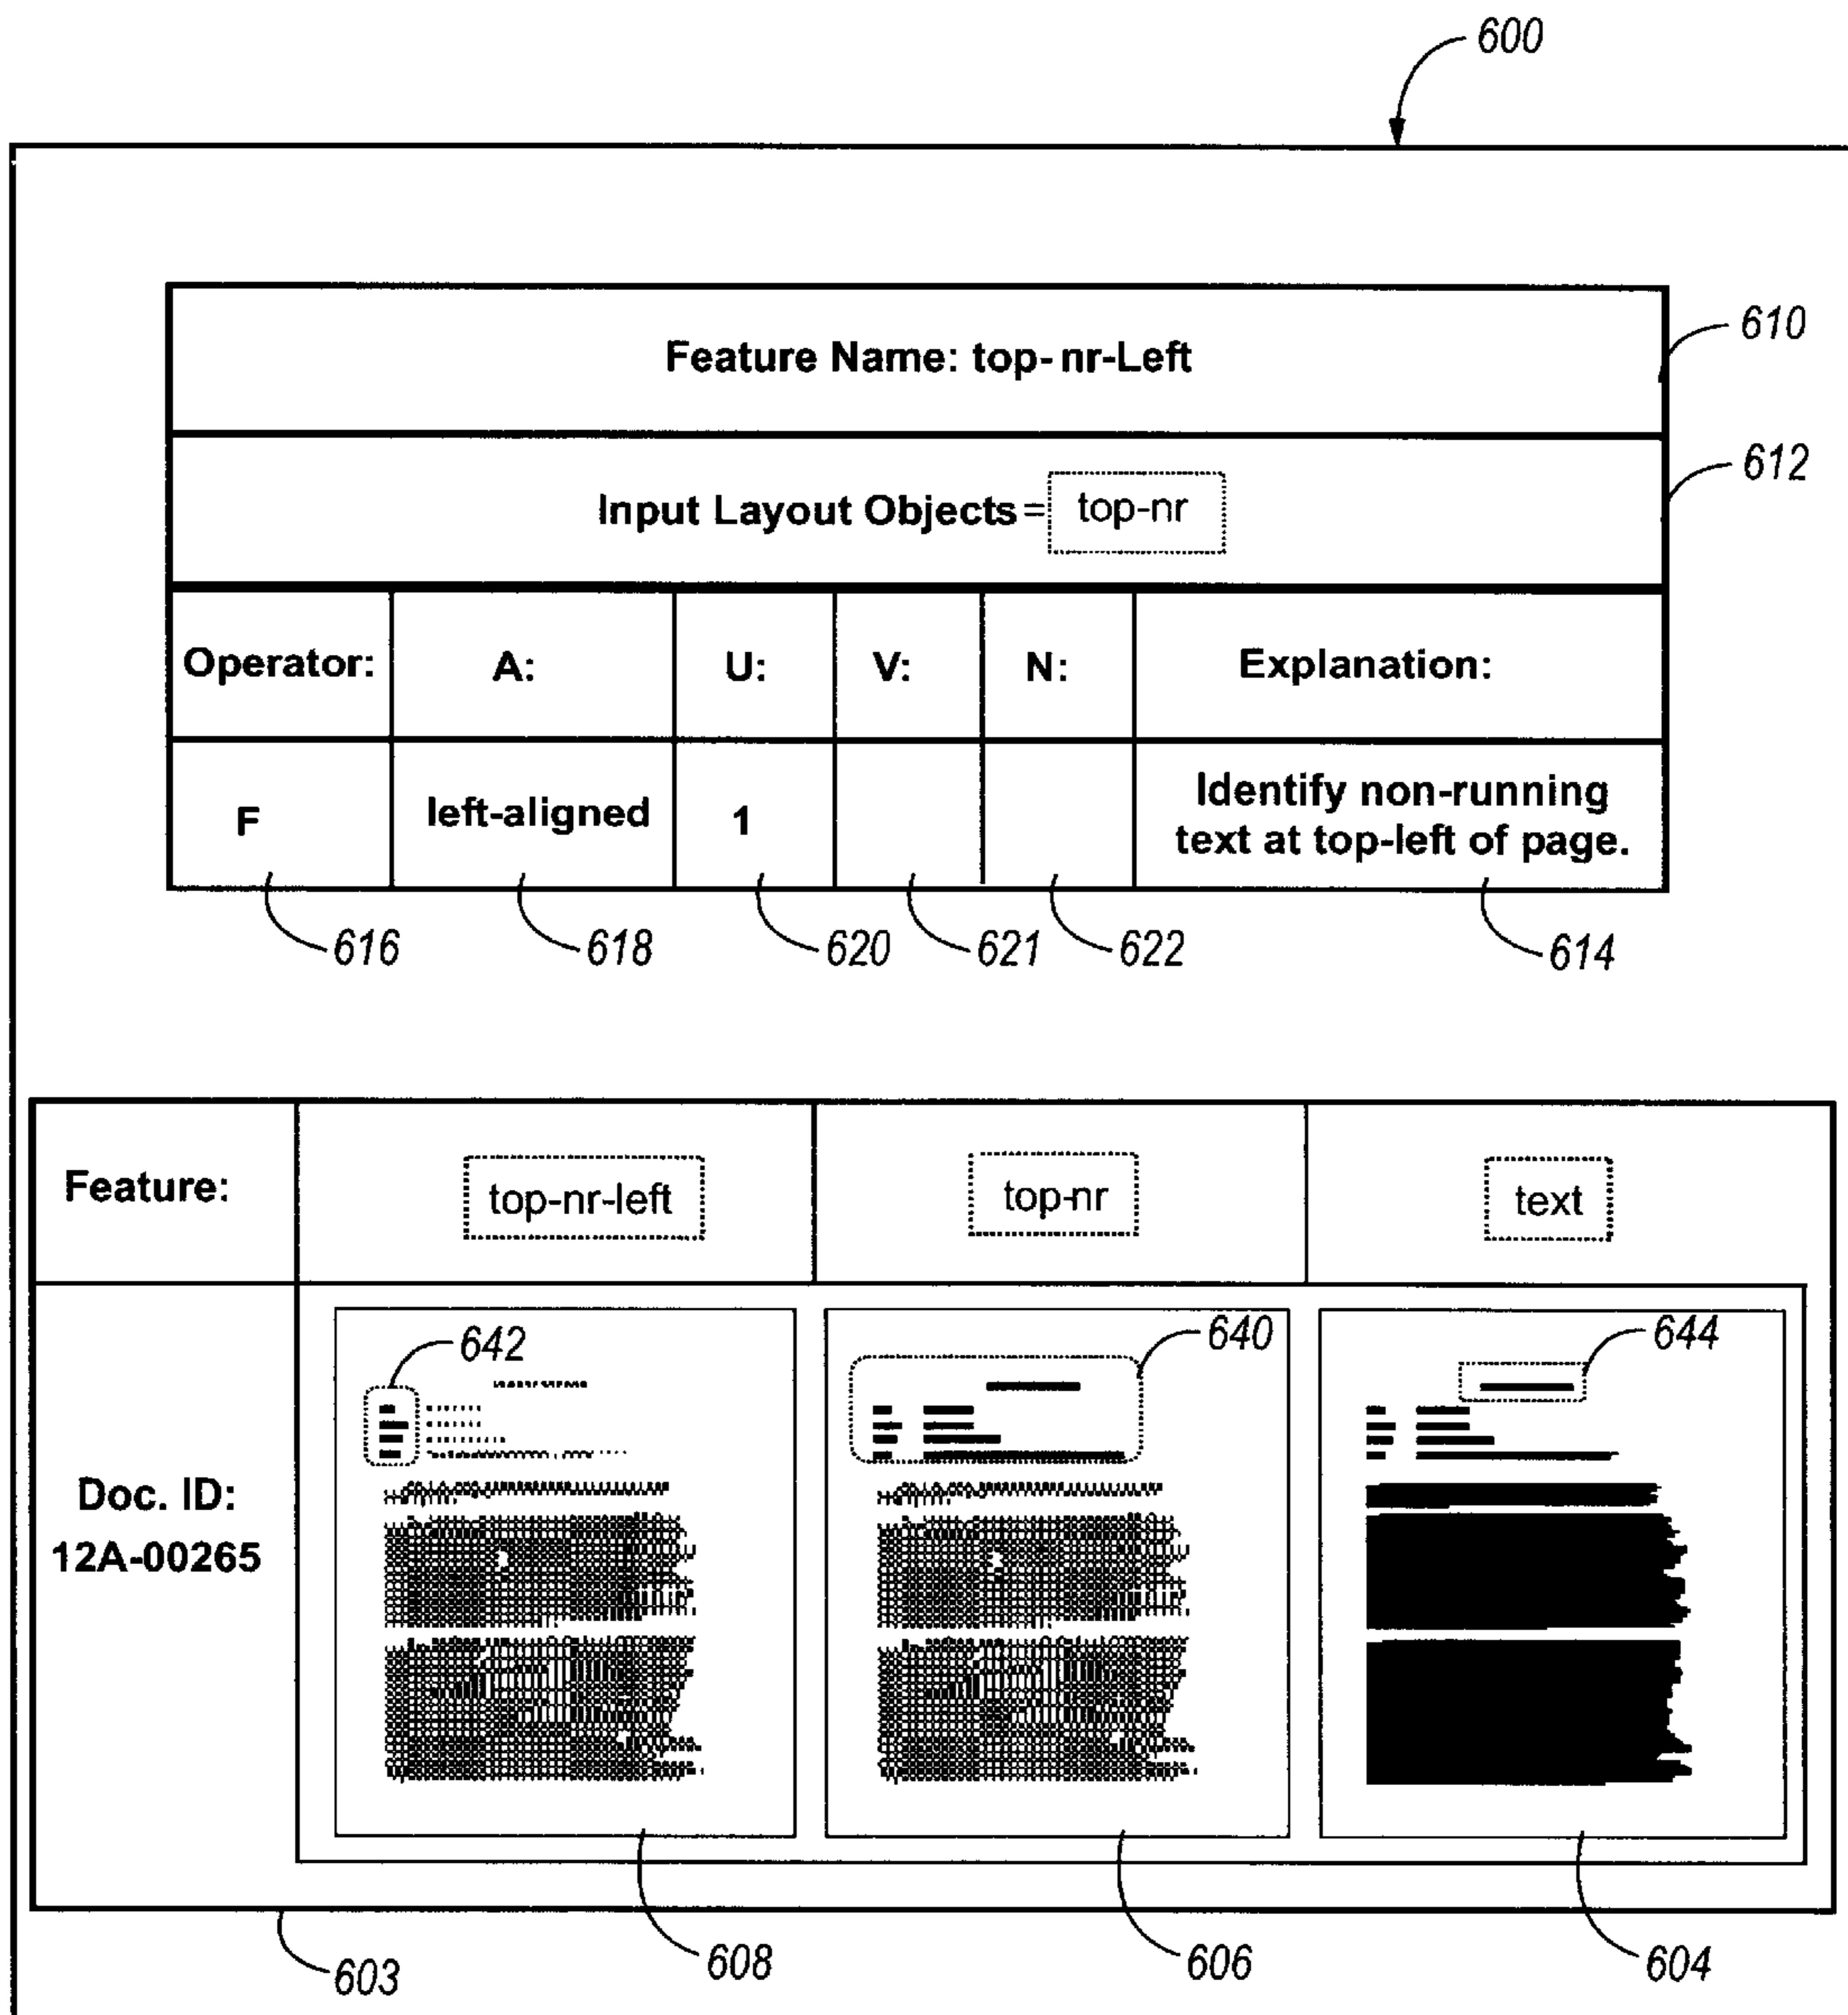 600
Feature Name: top-nr-Left
610
Input Layout Objects = top-nr
612
Operator: A: U: V: N: Explanation:
F left-aligned 1 Identify non-running
text at top-left of page.
616 618 620 621 622 614
Feature: top-nr-left top-nr text
642 640 644
Doc. ID:
12A-00265
603 608 606 604